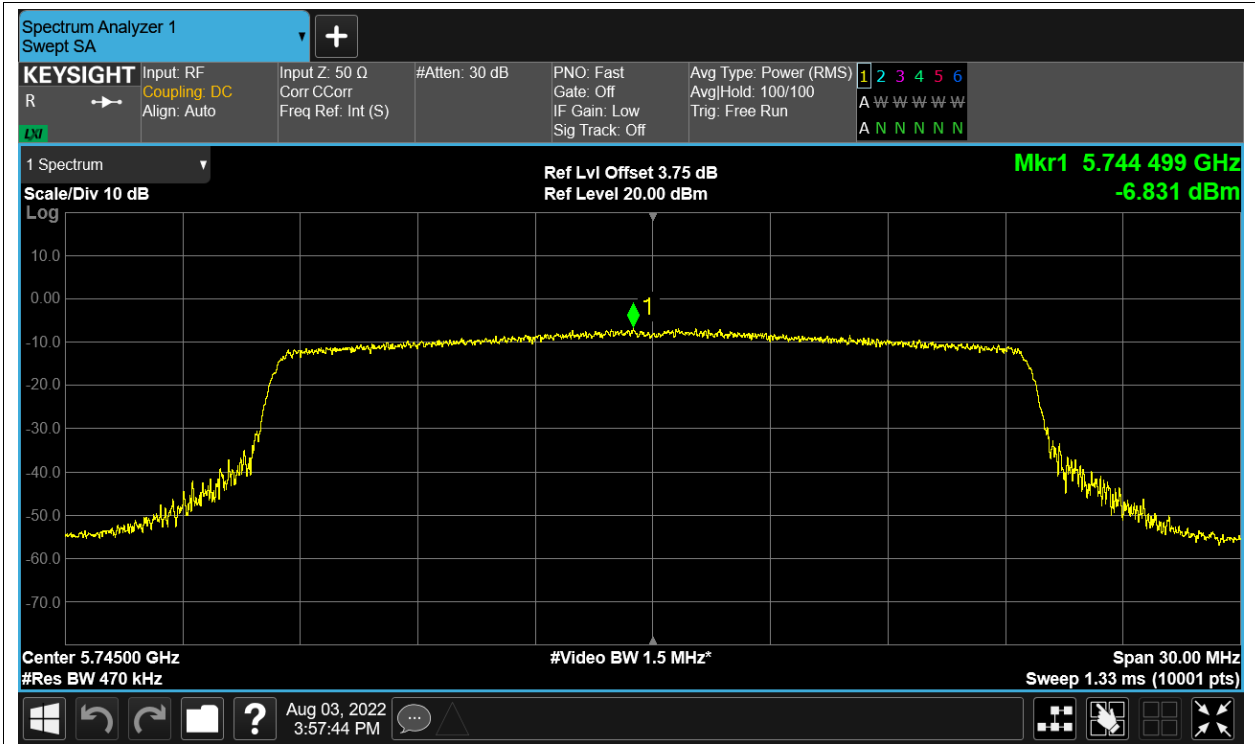 Spectrum Analyzer 1
Swept SA
+
KEYSIGHT
R
LXI
Input: RF
Coupling: DC
Align: Auto
Input Z: 50 Ω
Corr CCorr
Freq Ref: Int (S)
#Atten: 30 dB
PNO: Fast
Gate: Off
IF Gain: Low
Sig Track: Off
Avg Type: Power (RMS)
Avg|Hold: 100/100
Trig: Free Run
1 2 3 4 5 6
A W W W W W
A N N N N N
1 Spectrum
Scale/Div 10 dB
Log
Ref Lvl Offset 3.75 dB
Ref Level 20.00 dBm
Mkr1 5.744 499 GHz
-6.831 dBm
10.0
0.00
-10.0
-20.0
-30.0
-40.0
-50.0
-60.0
-70.0
1
Center 5.74500 GHz
#Res BW 470 kHz
#Video BW 1.5 MHz*
Span 30.00 MHz
Sweep 1.33 ms (10001 pts)
?
Aug 03, 2022
3:57:44 PM